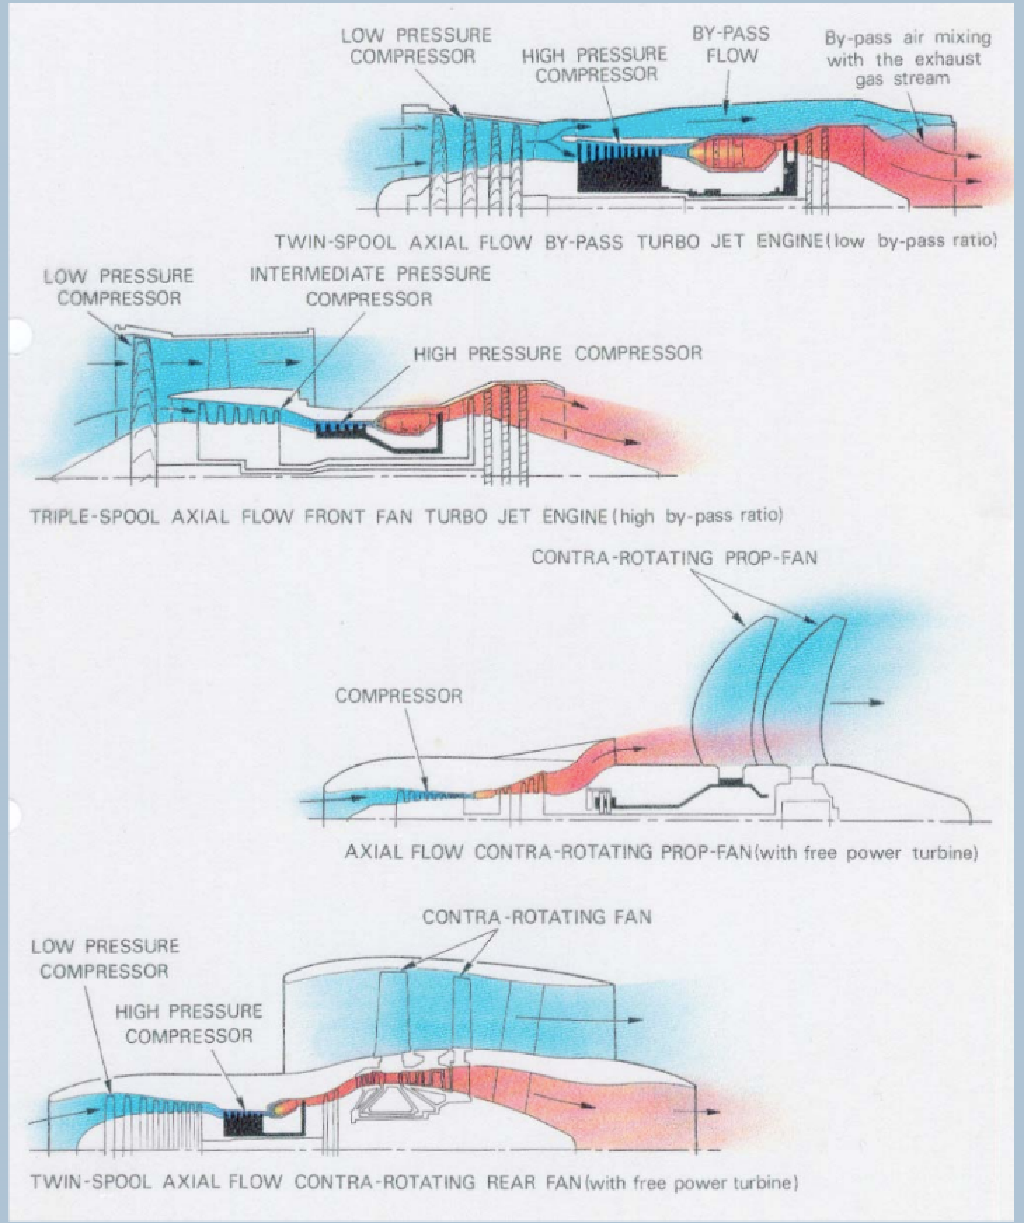 LOW PRESSURE
COMPRESSOR
HIGH PRESSURE
COMPRESSOR
BY-PASS
FLOW
By-pass air mixing
with the exhaust
gas stream
TWIN-SPOOL AXIAL FLOW BY-PASS TURBO JET ENGINE (low by-pass ratio)
LOW PRESSURE
COMPRESSOR
INTERMEDIATE PRESSURE
COMPRESSOR
HIGH PRESSURE COMPRESSOR
TRIPLE-SPOOL AXIAL FLOW FRONT FAN TURBO JET ENGINE (high by-pass ratio)
CONTRA-ROTATING PROP-FAN
COMPRESSOR
AXIAL FLOW CONTRA-ROTATING PROP-FAN (with free power turbine)
CONTRA-ROTATING FAN
LOW PRESSURE
COMPRESSOR
HIGH PRESSURE
COMPRESSOR
TWIN-SPOOL AXIAL FLOW CONTRA-ROTATING REAR FAN (with free power turbine)